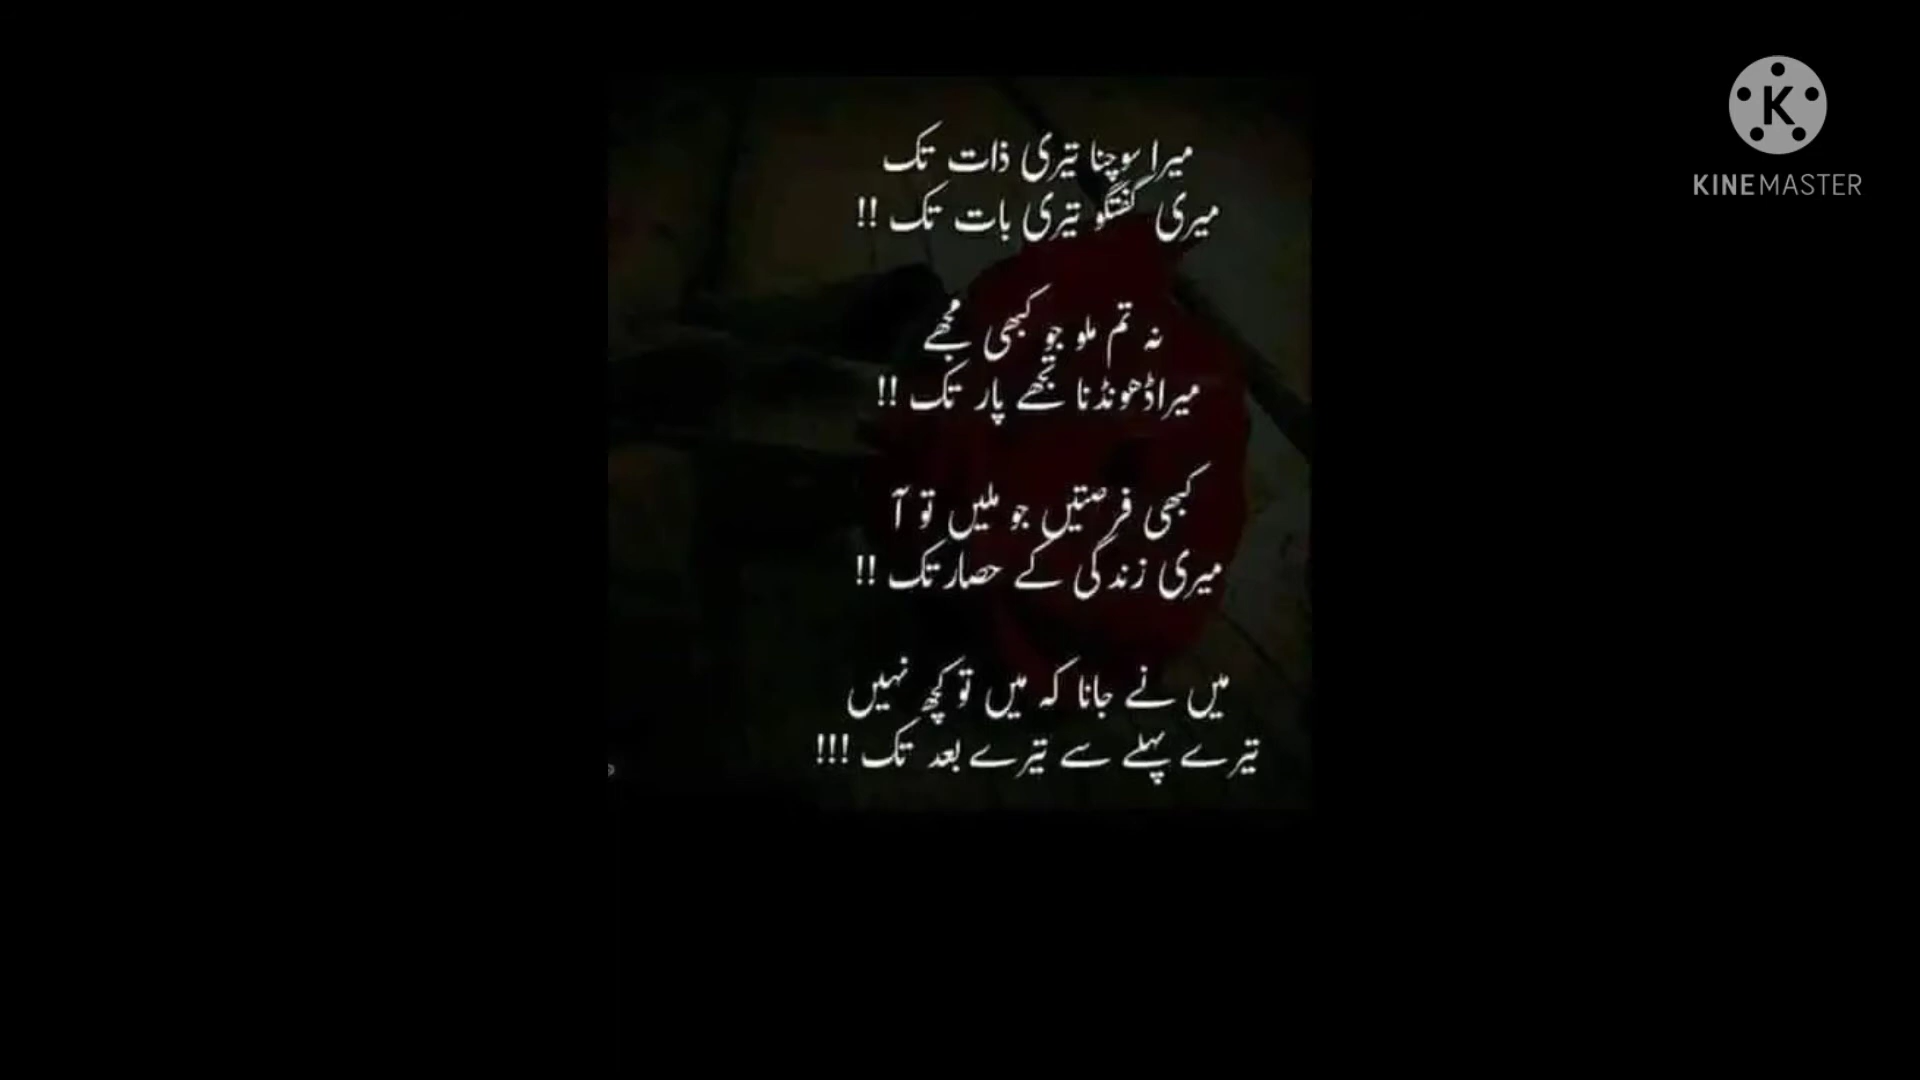 میرا سوچنا تیری ذات تک
میری گفتگو تیری بات تک !!
نہ تم ملو جو کبھی مجھے
میرا ڈھونڈنا تجھے پار تک !!
کبھی فرصتیں جو ملیں تو آ
میری زندگی کے حصار تک !!
میں نے جانا کہ میں تو کچھ نہیں
تیرے پہلے سے تیرے بعد تک !!!
K
KINEMASTER